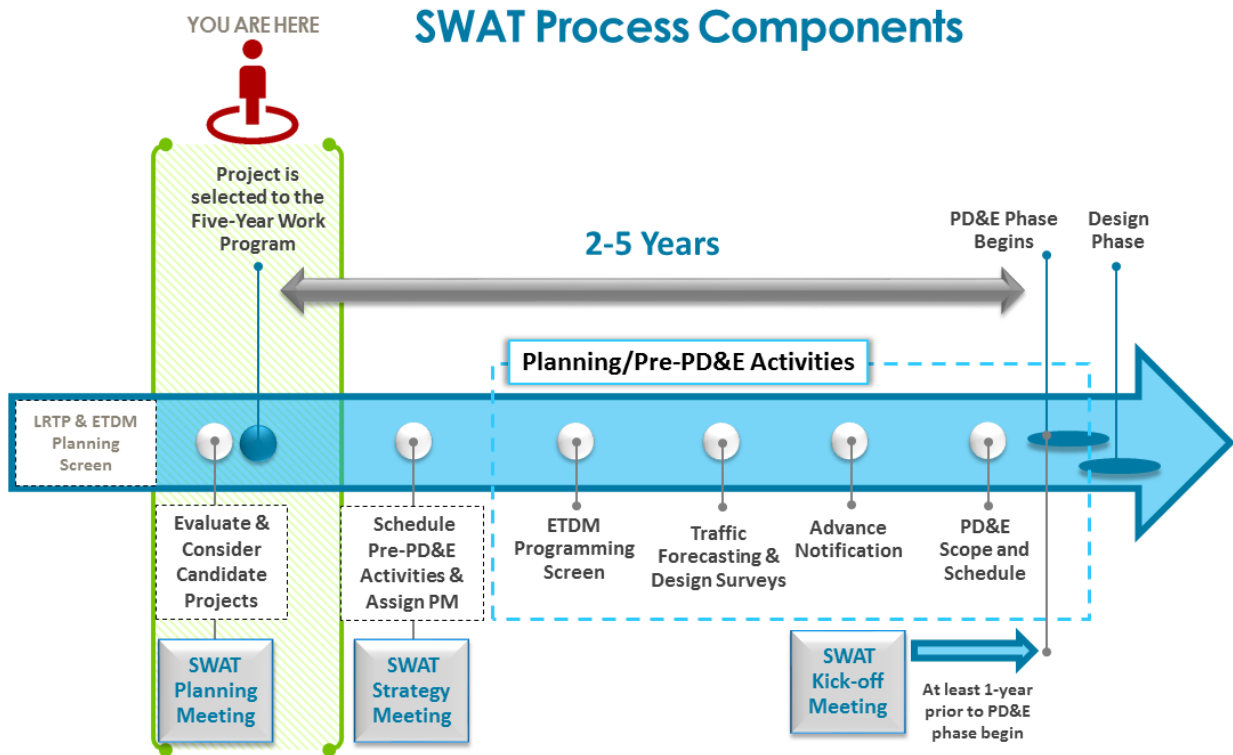 YOU ARE HERE
SWAT Process Components
Project is
selected to the
Five-Year Work
Program
2-5 Years
PD&E Phase
Begins
Design
Phase
Planning/Pre-PD&E Activities
LRTP & ETDM
Planning
Screen
Evaluate &
Consider
Candidate
Projects
Schedule
Pre-PD&E
Activities &
Assign PM
ETDM
Programming
Screen
Traffic
Forecasting &
Design Surveys
Advance
Notification
PD&E
Scope and
Schedule
SWAT
Planning
Meeting
SWAT
Strategy
Meeting
SWAT
Kick-off
Meeting
At least 1-year
prior to PD&E
phase begin